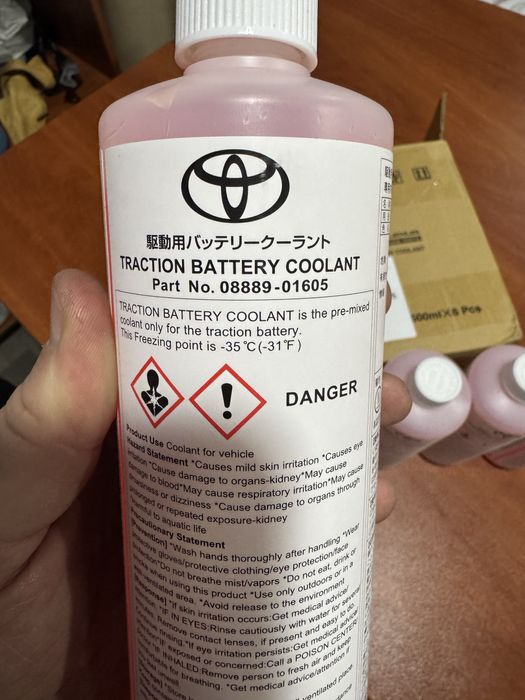 駆動用バッテリークーラント
TRACTION BATTERY COOLANT
Part No. 08889-01605
TRACTION BATTERY COOLANT is the pre-mixed
coolant only for the traction battery.
This Freezing point is -35℃(-31℉)
DANGER
Product Use Coolant for vehicle
Hazard Statement *Causes mild skin irritation *Causes eye
irritation *Cause damage to organs-kidney*May cause
damage to blood*May cause respiratory irritation*May cause
drowsiness or dizziness *Cause damage to organs through
prolonged or repeated exposure-kidney
Harmful to aquatic life
Precautionary Statement
(Prevention) *Wash hands thoroughly after handling *Wear
protective gloves/protective clothing/eye protection/face
*Do not breathe mist/vapors *Do not eat, drink or
when using this product *Use only outdoors or in a
ventilated area. *Avoid release to the environment
(Response) *If skin irritation occurs:Get medical advice/
*IF IN EYES:Rinse cautiously with water for several
Remove contact lenses, if present and easy to do.
rinsing.*If eye irritation persists:Get medical advice/
exposed or concerned:Call a POISON CENTER
INHALED:Remove person to fresh air and keep
for breathing. *Get medical advice/attention if
unwell
ventilated place.
500ml×8 Pcs